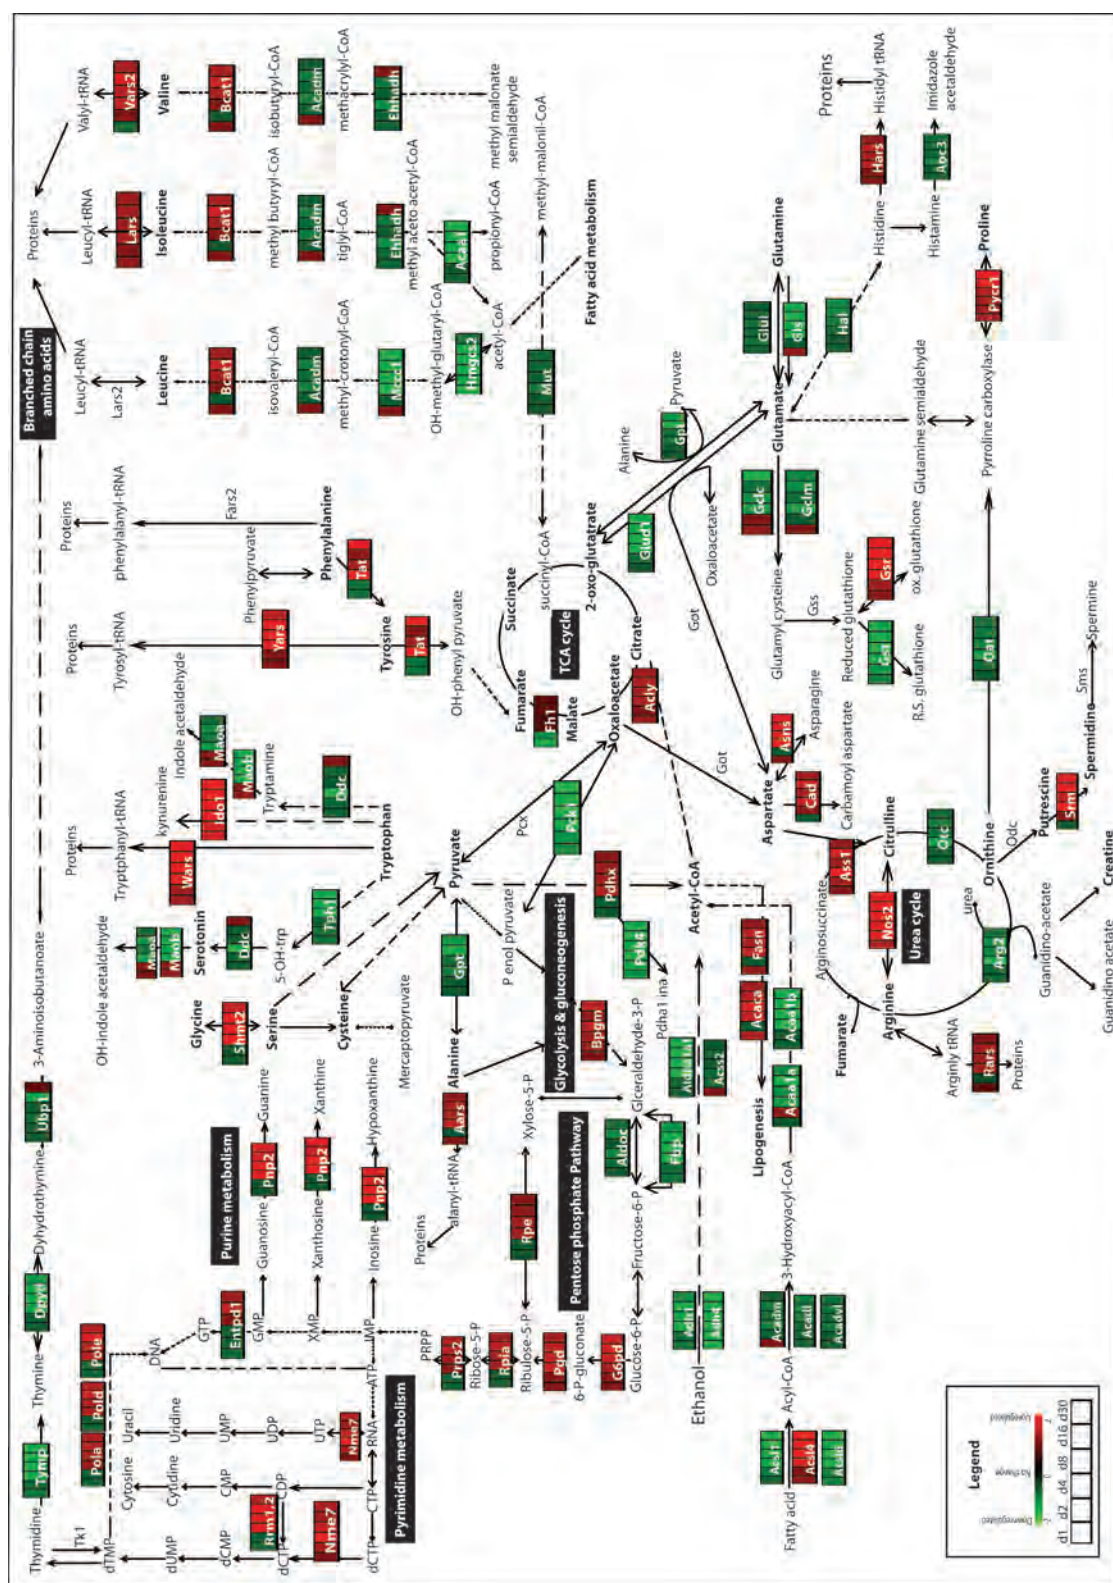 Branched chain
amino acids
Proteins
Valyl-tRNA
Vars2
Valine
Bcat1
isobutyryl-CoA
Acadm
methacrylyl-CoA
Ehhadh
methyl malonate
semialdehyde
Leucyl-tRNA
Lars
Isoleucine
Bcat1
methyl butyryl-CoA
Acadm
tiglyl-CoA
Ehhadh
methyl aceto acetyl-CoA
Acaa1
propionyl-CoA
methyl-malonil-CoA
Leucyl-tRNA
Lars2
Leucine
Bcat1
isovaleryl-CoA
Acadm
methyl-crotonyl-CoA
Mccc1
OH-methyl-glutaryl-CoA
Hmgcs2
acetyl-CoA
Fatty acid metabolism
Mut
succinyl-CoA
Proteins
phenylalanyl-tRNA
Fars2
Phenylalanine
Phenylpyruvate
Tat
Proteins
Tyrosyl-tRNA
Yars
Tyrosine
Tat
OH-phenyl pyruvate
TCA cycle
Succinate
2-oxo-glutatrate
Citrate
Fumarate
Fh1
Malate
Oxaloacetate
Acly
Glud1
Gpt
Alanine
Pyruvate
Oxaloacetate
Got
Glutamate
Glutamine
Glul
Gls
Hal
Histidine
Hars
Histidyl tRNA
Proteins
Histamine
Aoc3
Imidazole
acetaldehyde
Proline
Pycr1
Pyrroline carboxylase
Glutamine semialdehyde
Gclc
Gclm
Glutamyl cysteine
Gss
Reduced glutathione
Gsr
ox. glutathione
Gst
R.S. glutathione
Oat
Proteins
Tryptphanyl-tRNA
Wars
kynurenine
Ido1
Indole acetaldehyde
Maoa
Maob
Tryptamine
Ddc
Tryptophan
Tph1
5-OH-trp
Ddc
Serotonin
Maoa
Maob
OH-indole acetaldehyde
Glycine
Shmt2
Serine
Cysteine
Mercaptopyruvate
Pyruvate
Pcx
Pck1
P enol pyruvate
Gpt
Alanine
Aars
alanyl-tRNA
Proteins
Glycolysis & gluconeogenesis
Pdhx
Pdk4
Pdha1 ina
Bpgm
Glceraldehyde-3-P
Aldoc
Fbp
Fructose-6-P
Glucose-6-P
G6pd
6-P-gluconate
Pgd
Ribulose-5-P
Rpia
Ribose-5-P
Prps2
PRPP
Rpe
Xylose-5-P
Pentose phosphate Pathway
Acetyl-CoA
Got
Aspartate
Asns
Asparagine
Cad
Carbamoyl aspartate
Ass1
Arginosuccinate
Fumarate
Arginine
Nos2
Citrulline
Urea cycle
Otc
Ornithine
urea
Arg2
Rars
Arginly tRNA
Proteins
Odc
Putrescine
Srm
Spermidine
Sms
Spermine
Guanidino-acetate
Creatine
Guanidino acetate
Fasn
Acaca
Lipogenesis
Acaa1b
Acaa1a
3-Hydroxyacyl-CoA
Acadm
Acadl
Acadvl
Acyl-CoA
Acsl1
Acsl4
Fatty acid
Acss2
Adh1
Adh4
Ethanol
3-Aminoisobutanoate
Ubp1
Dyhydrothymine
Dpyd
Thymine
Tymp
Thymidine
Tk1
dTMP
dUMP
dCMP
dCTP
Pola
Pold
Pole
DNA
Purine metabolism
Guanine
Pnp2
Guanosine
Xanthine
Pnp2
Xanthosine
Hypoxanthine
Pnp2
Inosine
GTP
Entpd1
GMP
XMP
IMP
ATP
Uracil
Uridine
UMP
UDP
UTP
Nme7
RNA
Cytosine
Cytidine
CMP
CDP
CTP
Rrm1,2
Nme7
dCTP
Pyrimidine metabolism
Legend
Downregulated
No change
Upregulated
d1
d2
d4
d8
d16
d30